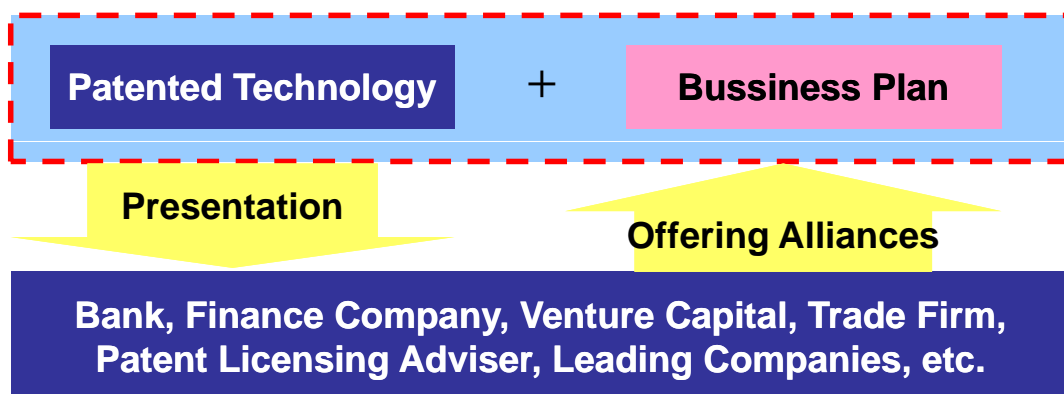 Patented Technology + Bussiness Plan
Presentation
Offering Alliances
Bank, Finance Company, Venture Capital, Trade Firm,
Patent Licensing Adviser, Leading Companies, etc.